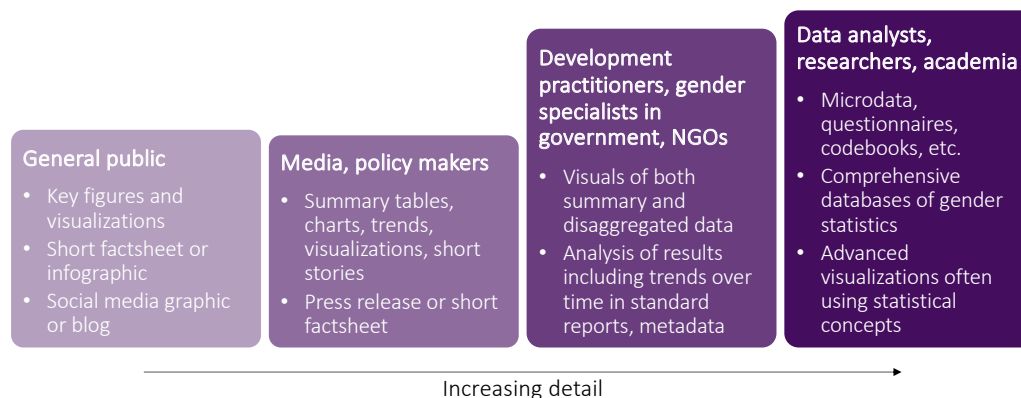 General public
• Key figures and
visualizations
• Short factsheet or
infographic
• Social media graphic
or blog
Media, policy makers
• Summary tables,
charts, trends,
visualizations, short
stories
• Press release or short
factsheet
Development
practitioners, gender
specialists in
government, NGOs
• Visuals of both
summary and
disaggregated data
• Analysis of results
including trends over
time in standard
reports, metadata
Data analysts,
researchers, academia
• Microdata,
questionnaires,
codebooks, etc.
• Comprehensive
databases of gender
statistics
• Advanced
visualizations often
using statistical
concepts
Increasing detail